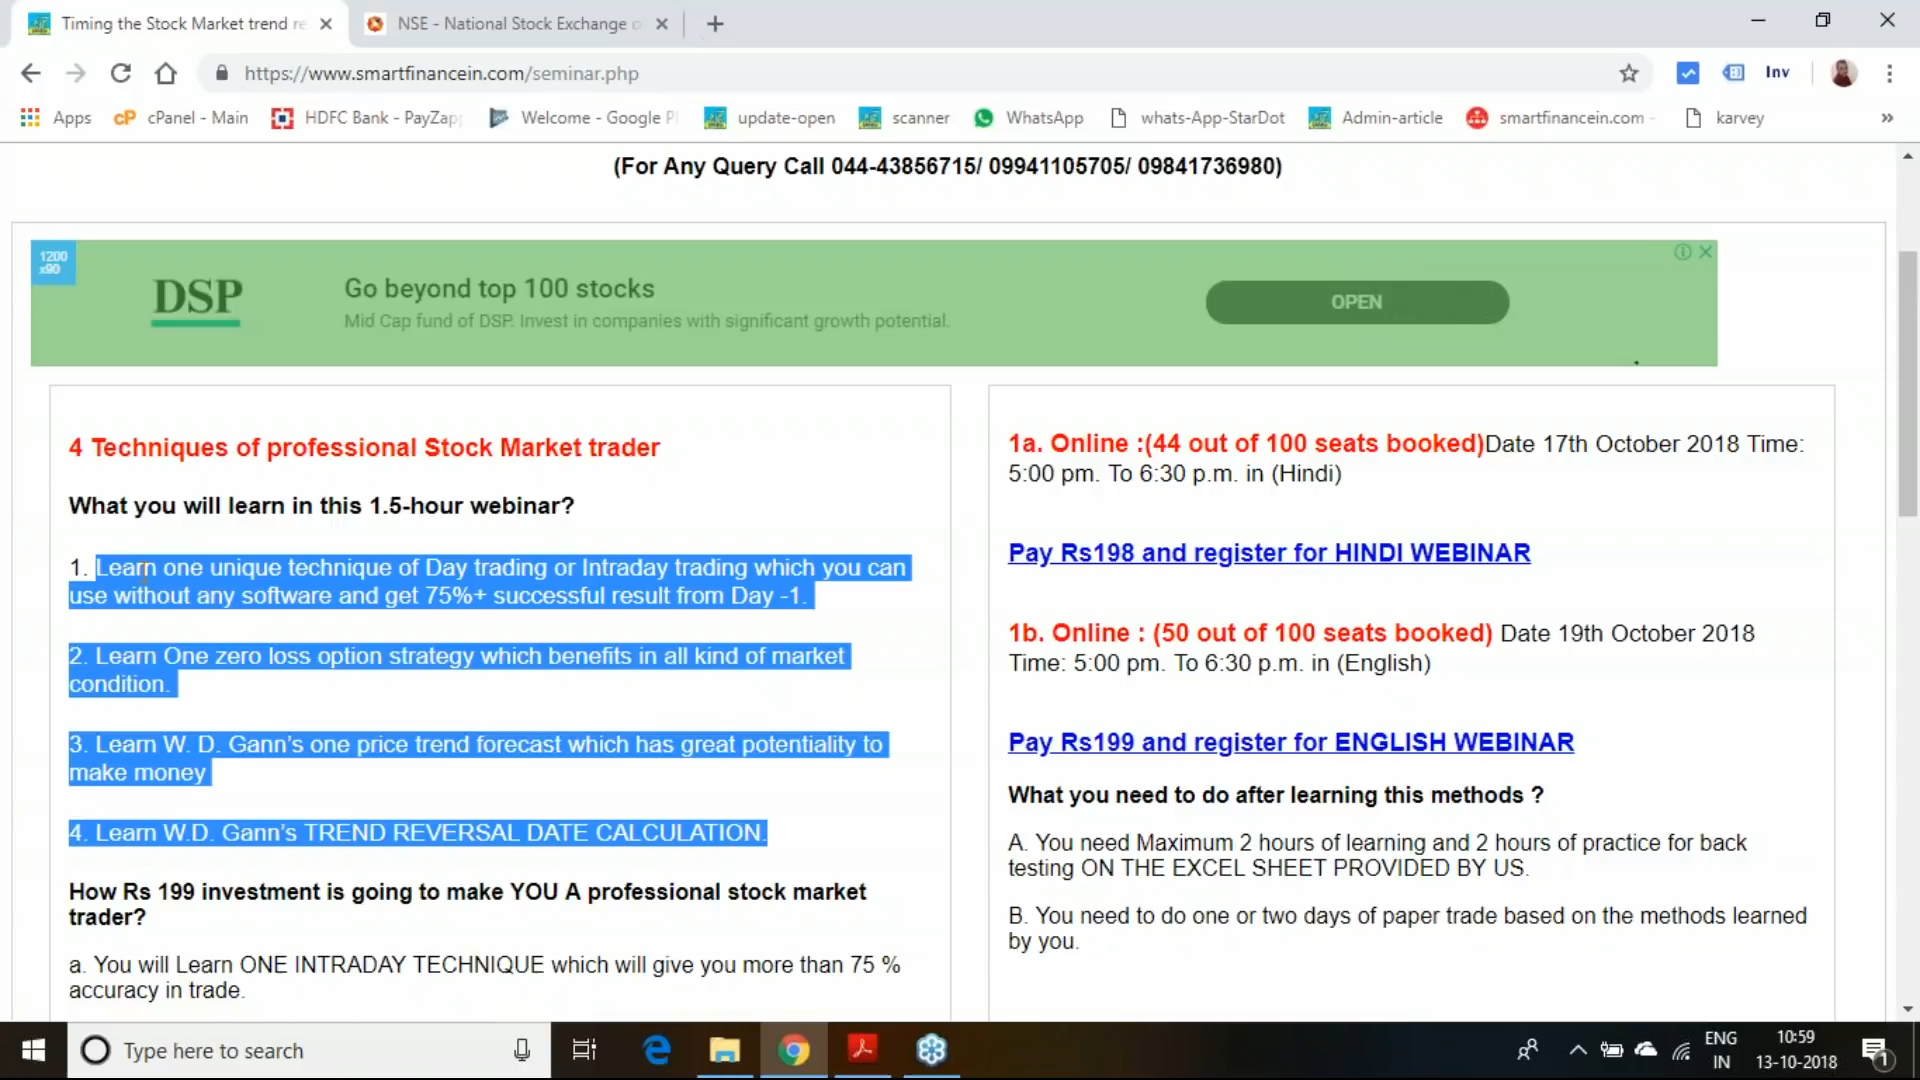 Timing the Stock Market trend re
NSE - National Stock Exchange o
https://www.smartfinancein.com/seminar.php
Inv
Apps
cPanel - Main
HDFC Bank - PayZapp
Welcome - Google Pl
update-open
scanner
WhatsApp
whats-App-StarDot
Admin-article
smartfinancein.com -
karvey
»
(For Any Query Call 044-43856715/ 09941105705/ 09841736980)
1200
x90
DSP
Go beyond top 100 stocks
Mid Cap fund of DSP. Invest in companies with significant growth potential.
OPEN
4 Techniques of professional Stock Market trader
What you will learn in this 1.5-hour webinar?
1. Learn one unique technique of Day trading or Intraday trading which you can
use without any software and get 75%+ successful result from Day -1.
2. Learn One zero loss option strategy which benefits in all kind of market
condition.
3. Learn W. D. Gann's one price trend forecast which has great potentiality to
make money
4. Learn W.D. Gann's TREND REVERSAL DATE CALCULATION.
How Rs 199 investment is going to make YOU A professional stock market
trader?
a. You will Learn ONE INTRADAY TECHNIQUE which will give you more than 75 %
accuracy in trade.
1a. Online :(44 out of 100 seats booked)Date 17th October 2018 Time:
5:00 pm. To 6:30 p.m. in (Hindi)
Pay Rs198 and register for HINDI WEBINAR
1b. Online : (50 out of 100 seats booked) Date 19th October 2018
Time: 5:00 pm. To 6:30 p.m. in (English)
Pay Rs199 and register for ENGLISH WEBINAR
What you need to do after learning this methods ?
A. You need Maximum 2 hours of learning and 2 hours of practice for back
testing ON THE EXCEL SHEET PROVIDED BY US.
B. You need to do one or two days of paper trade based on the methods learned
by you.
Type here to search
ENG
IN
10:59
13-10-2018
1